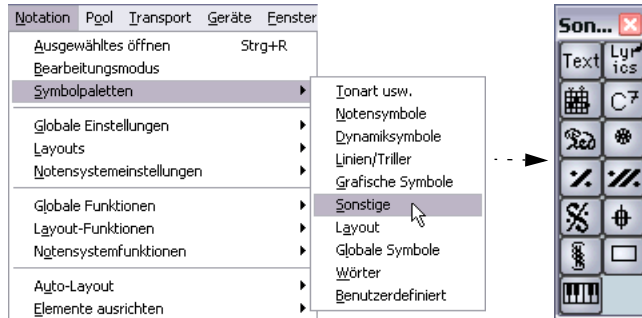 Notation Pool Transport Geräte Fenster
Ausgewähltes öffnen Strg+R
Bearbeitungsmodus
Symbolpaletten
Globale Einstellungen
Layouts
Notensystemeinstellungen
Globale Funktionen
Layout-Funktionen
Notensystemfunktionen
Auto-Layout
Elemente ausrichten
Tonart usw.
Notensymbole
Dynamiksymbole
Linien/Triller
Grafische Symbole
Sonstige
Layout
Globale Symbole
Wörter
Benutzerdefiniert
Son...
Text Lyrics
C7
Ped